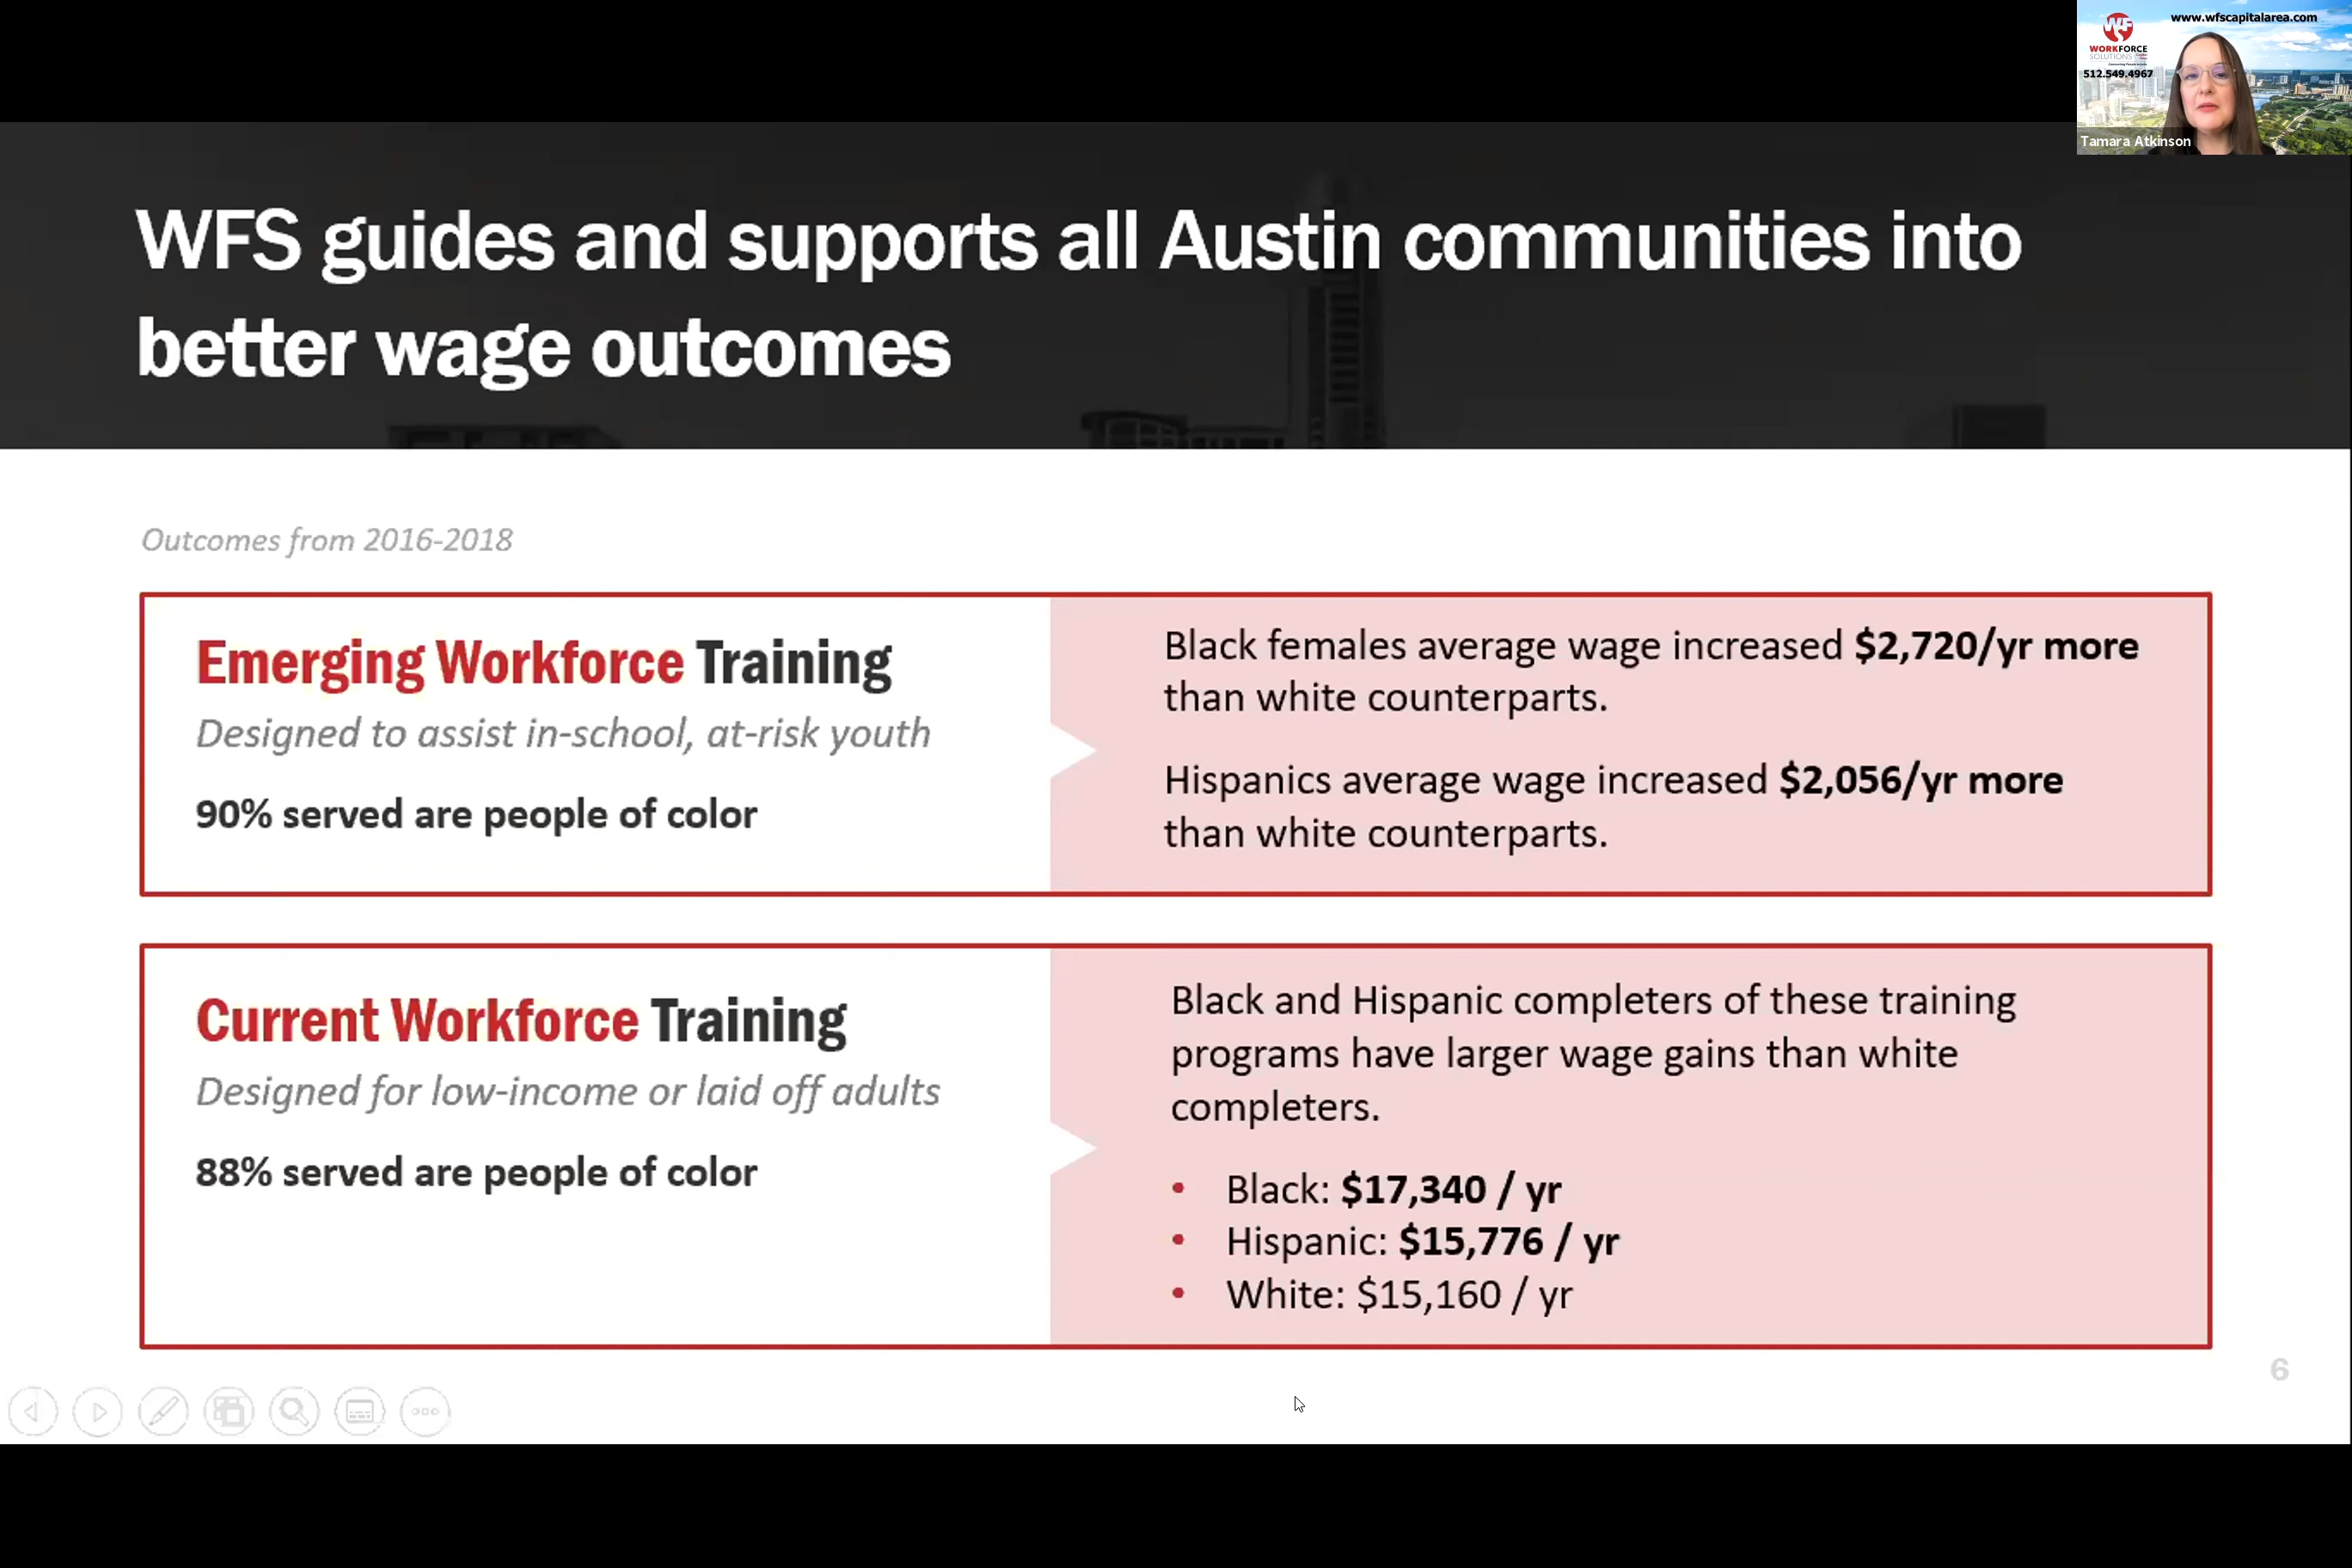 www.wfscapitalarea.com
WF
WORKFORCE
SOLUTIONS
512.549.4967
Tamara Atkinson
WFS guides and supports all Austin communities into
better wage outcomes
Outcomes from 2016-2018
Emerging Workforce Training
Designed to assist in-school, at-risk youth
90% served are people of color
Black females average wage increased $2,720/yr more
than white counterparts.
Hispanics average wage increased $2,056/yr more
than white counterparts.
Current Workforce Training
Designed for low-income or laid off adults
88% served are people of color
Black and Hispanic completers of these training
programs have larger wage gains than white
completers.
• Black: $17,340 / yr
• Hispanic: $15,776 / yr
• White: $15,160 / yr
6